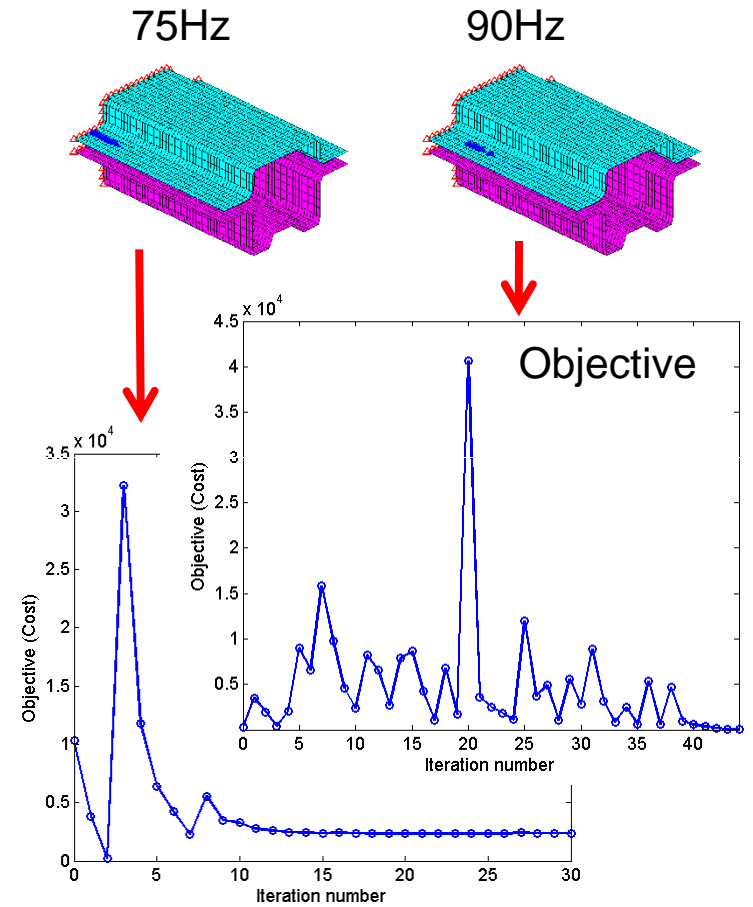 75Hz
90Hz
x 10^4
4.5
4
3.5
3
2.5
2
1.5
1
0.5
Objective
Objective (Cost)
0 5 10 15 20 25 30 35 40
Iteration number
x 10^4
3.5
3
2.5
2
1.5
1
0.5
0
Objective (Cost)
0 5 10 15 20 25 30
Iteration number